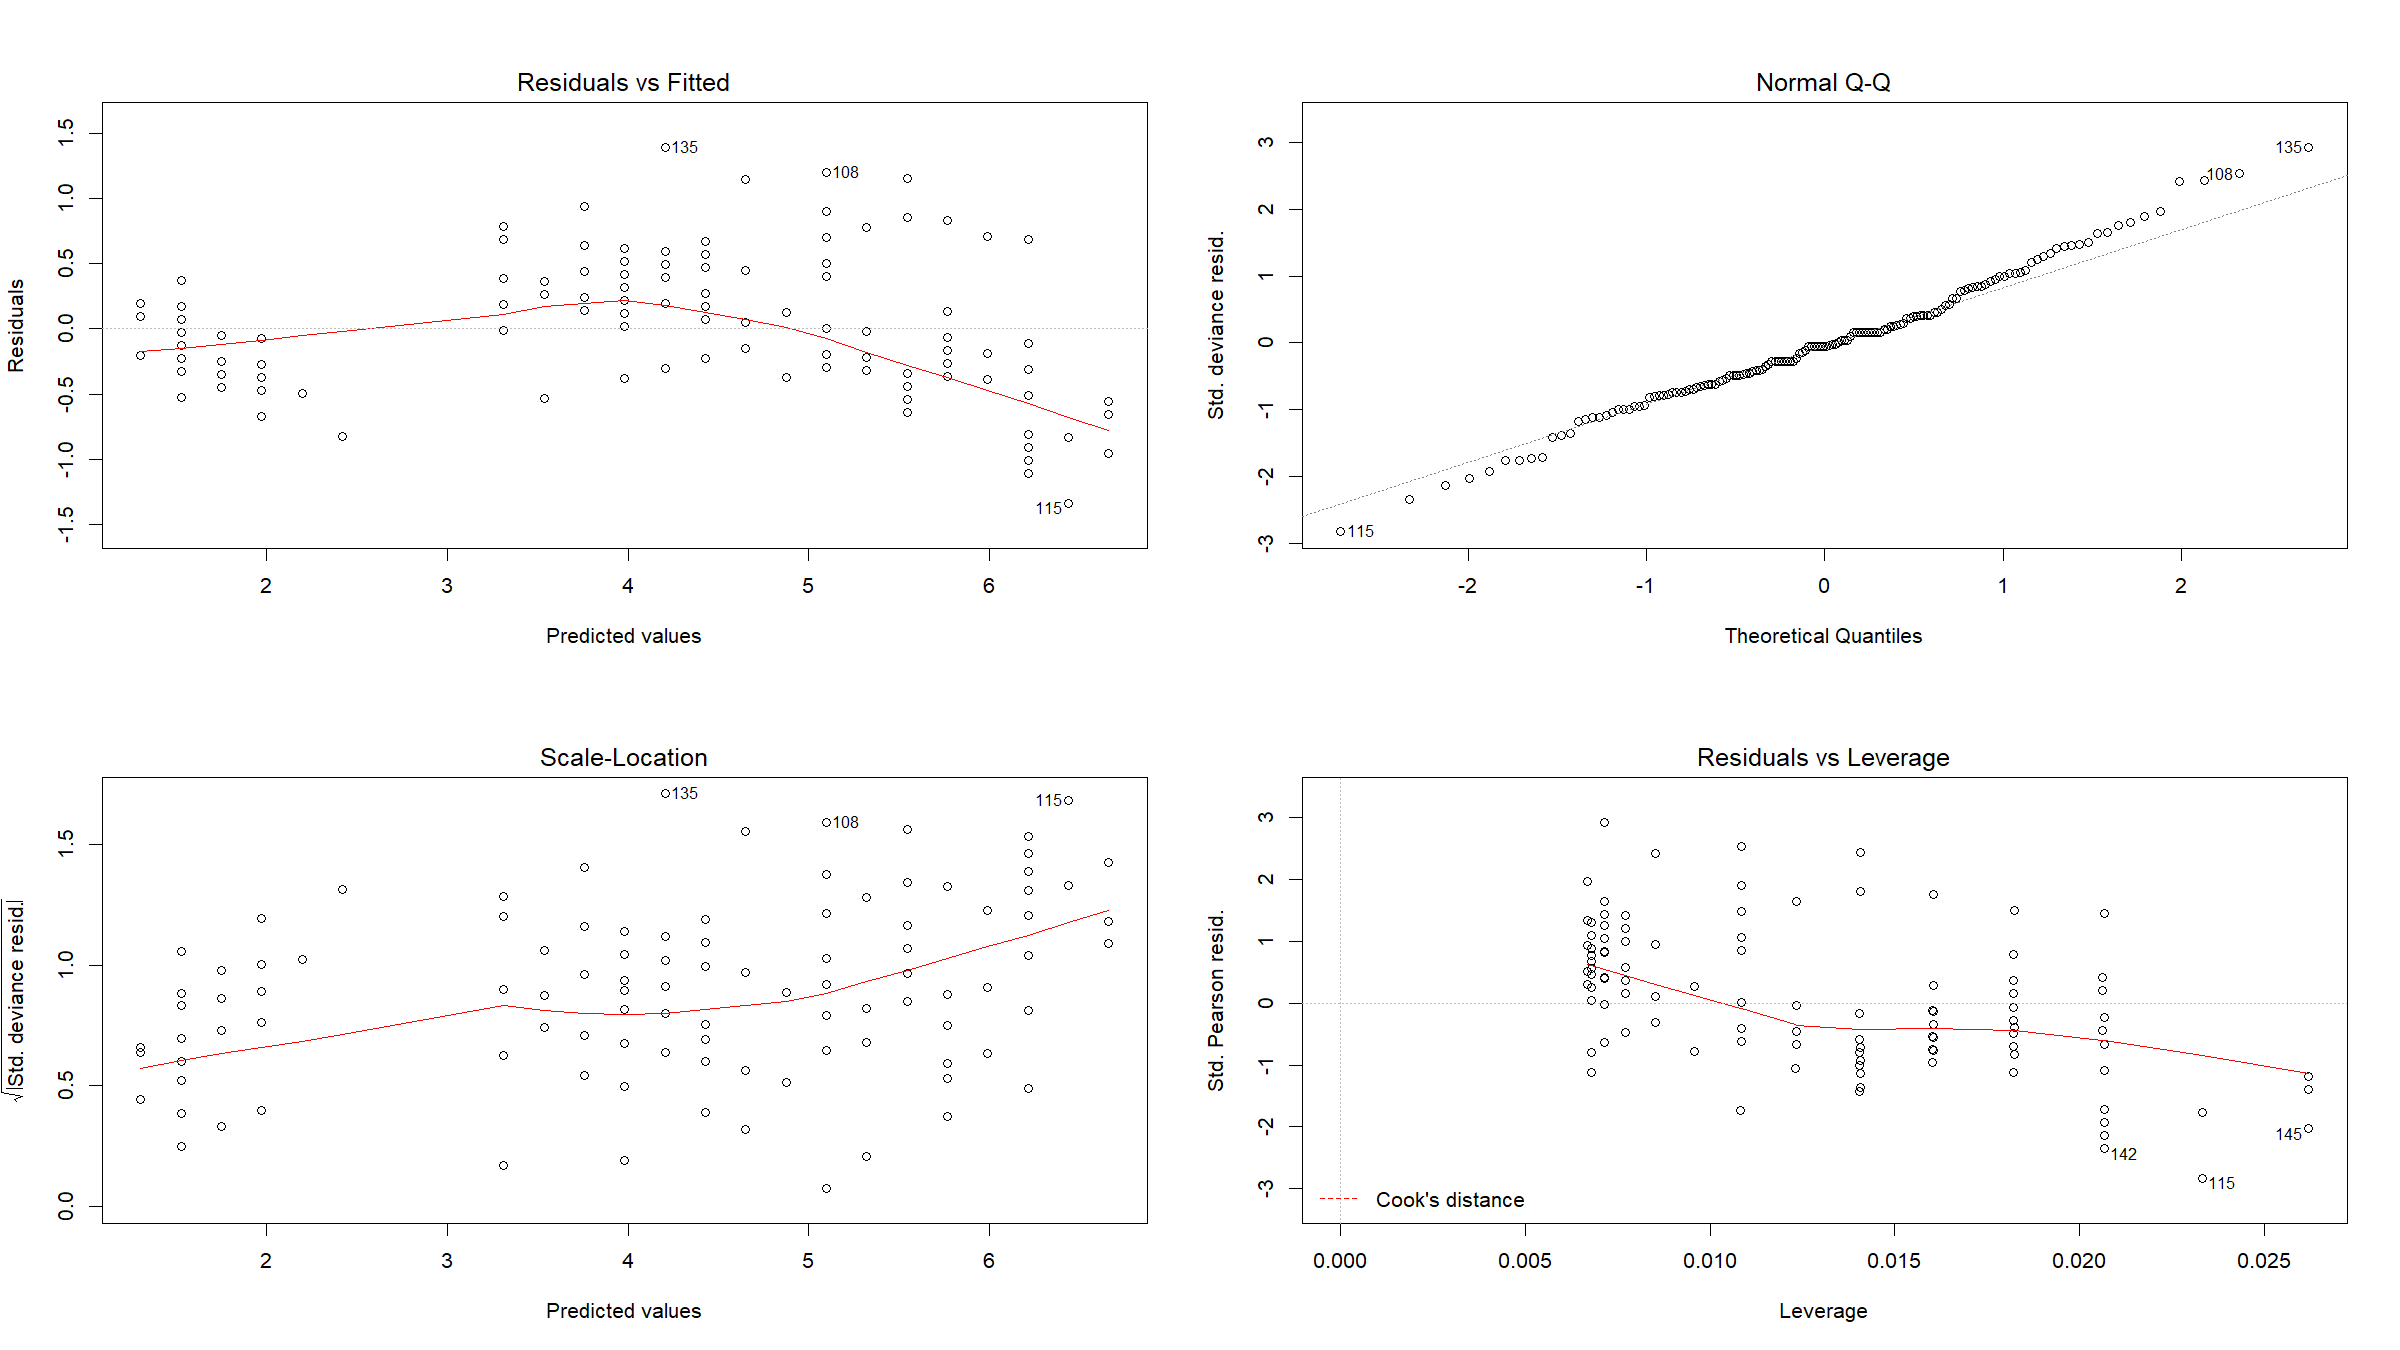 Residuals vs Fitted
Residuals
1.5
1.0
0.5
0.0
-0.5
-1.0
-1.5
135
108
115
2 3 4 5 6
Predicted values
Normal Q-Q
Std. deviance resid.
3
2
1
0
-1
-2
-3
135
108
115
-2 -1 0 1 2
Theoretical Quantiles
Scale-Location
√|Std. deviance resid.|
1.5
1.0
0.5
0.0
135
115
108
2 3 4 5 6
Predicted values
Residuals vs Leverage
Std. Pearson resid.
3
2
1
0
-1
-2
-3
145
142
115
Cook's distance
0.000 0.005 0.010 0.015 0.020 0.025
Leverage